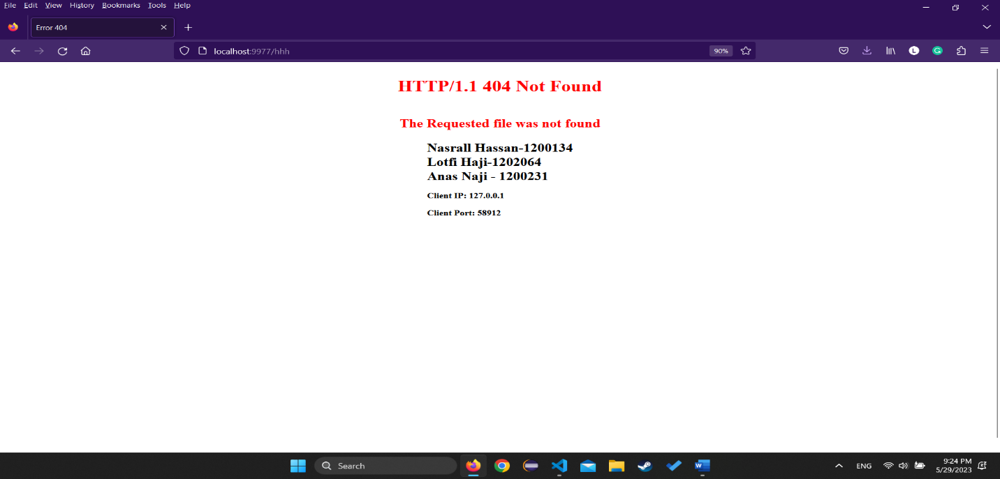 File Edit View History Bookmarks Tools Help
Error 404
localhost:9977/hhh
90%
L
G
HTTP/1.1 404 Not Found
The Requested file was not found
Nasrall Hassan-1200134
Lotfi Haji-1202064
Anas Naji - 1200231
Client IP: 127.0.0.1
Client Port: 58912
Search
W
ENG
9:24 PM
5/29/2023